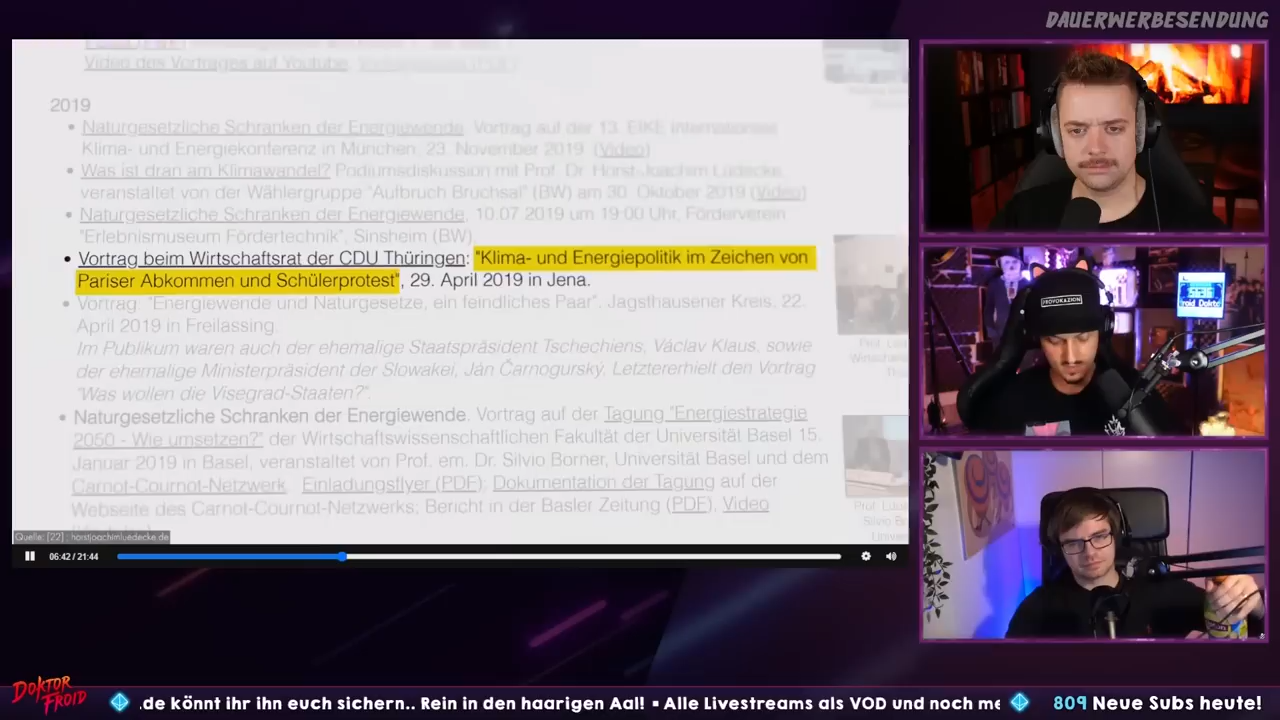 DAUERWERBESENDUNG
Video des Vortrages auf Youtube
2019
• Naturgesetzliche Schranken der Energiewende. Vortrag auf der 13. EIKE internationale
Klima- und Energiekonferenz in München, 23. November 2019 (Video)
• Was ist dran am Klimawandel? Podiumsdiskussion mit Prof. Dr. Horst-Joachim Lüdecke,
veranstaltet von der Wählergruppe "Aufbruch Bruchsal" (BW) am 30. Oktober 2019 (Video)
• Naturgesetzliche Schranken der Energiewende, 10.07.2019 um 19:00 Uhr, Förderverein
"Erlebnismuseum Fördertechnik", Sinsheim (BW)
• Vortrag beim Wirtschaftsrat der CDU Thüringen: "Klima- und Energiepolitik im Zeichen von
Pariser Abkommen und Schülerprotest", 29. April 2019 in Jena.
• Vortrag "Energiewende und Naturgesetze, ein feindliches Paar". Jagsthausener Kreis. 22.
April 2019 in Freilassing.
Im Publikum waren auch der ehemalige Staatspräsident Tschechiens, Václav Klaus, sowie
der ehemalige Ministerpräsident der Slowakei, Ján Čarnogurský. Letztererhielt den Vortrag
"Was wollen die Visegrad-Staaten?".
• Naturgesetzliche Schranken der Energiewende. Vortrag auf der Tagung "Energiestrategie
2050 - Wie umsetzen?" der Wirtschaftswissenschaftlichen Fakultät der Universität Basel 15.
Januar 2019 in Basel, veranstaltet von Prof. em. Dr. Silvio Borner, Universität Basel und dem
Carnot-Cournot-Netzwerk. Einladungsflyer (PDF); Dokumentation der Tagung auf der
Webseite des Carrot-Cournot-Netzwerks; Bericht in der Basler Zeitung (PDF), Video
Quelle: [22] : horstjoachimluedecke.de
06:42 / 21:44
PROVOKAZION
DOKTOR
FROID
.de könnt ihr ihn euch sichern.. Rein in den haarigen Aal! ▪ Alle Livestreams als VOD und noch me
809 Neue Subs heute!